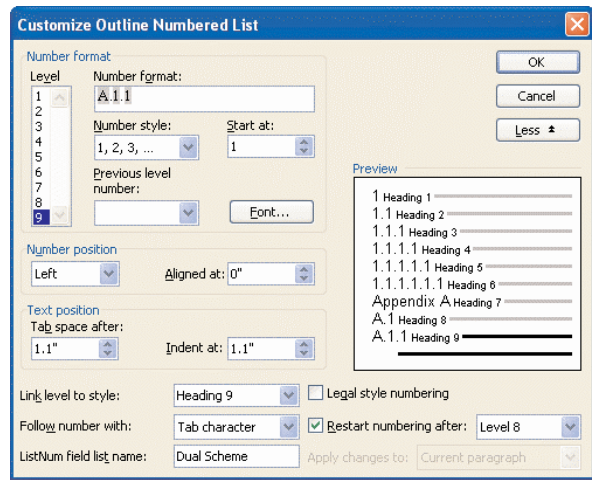 Customize Outline Numbered List
Number format
Level
Number format:
1
2
3
4
5
6
7
8
9
A.1.1
Number style:
Start at:
1, 2, 3, ...
1
Previous level
number:
Font...
Number position
Left
Aligned at: 0"
Text position
Tab space after:
1.1"
Indent at: 1.1"
OK
Cancel
Less
Preview
1 Heading 1
1.1 Heading 2
1.1.1 Heading 3
1.1.1.1 Heading 4
1.1.1.1.1 Heading 5
1.1.1.1.1.1 Heading 6
Appendix A Heading 7
A.1 Heading 8
A.1.1 Heading 9
Link level to style: Heading 9
Legal style numbering
Follow number with: Tab character
Restart numbering after: Level 8
ListNum field list name: Dual Scheme
Apply changes to: Current paragraph